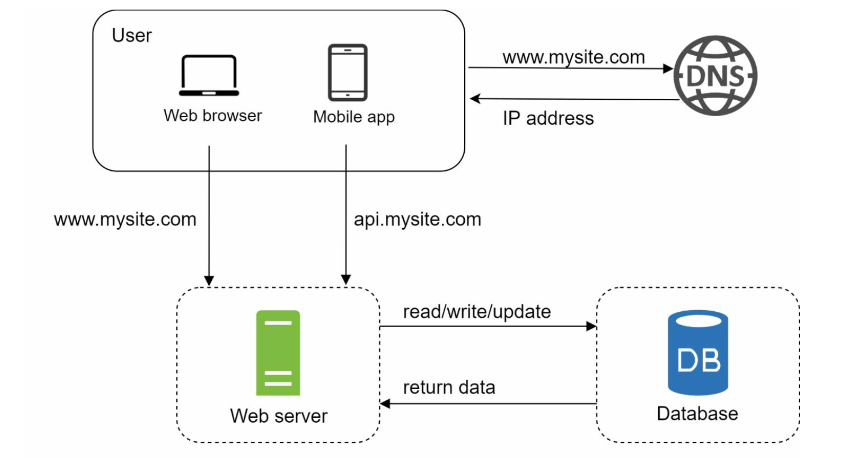 User
Web browser
Mobile app
www.mysite.com
DNS
IP address
www.mysite.com
api.mysite.com
read/write/update
DB
return data
Web server
Database